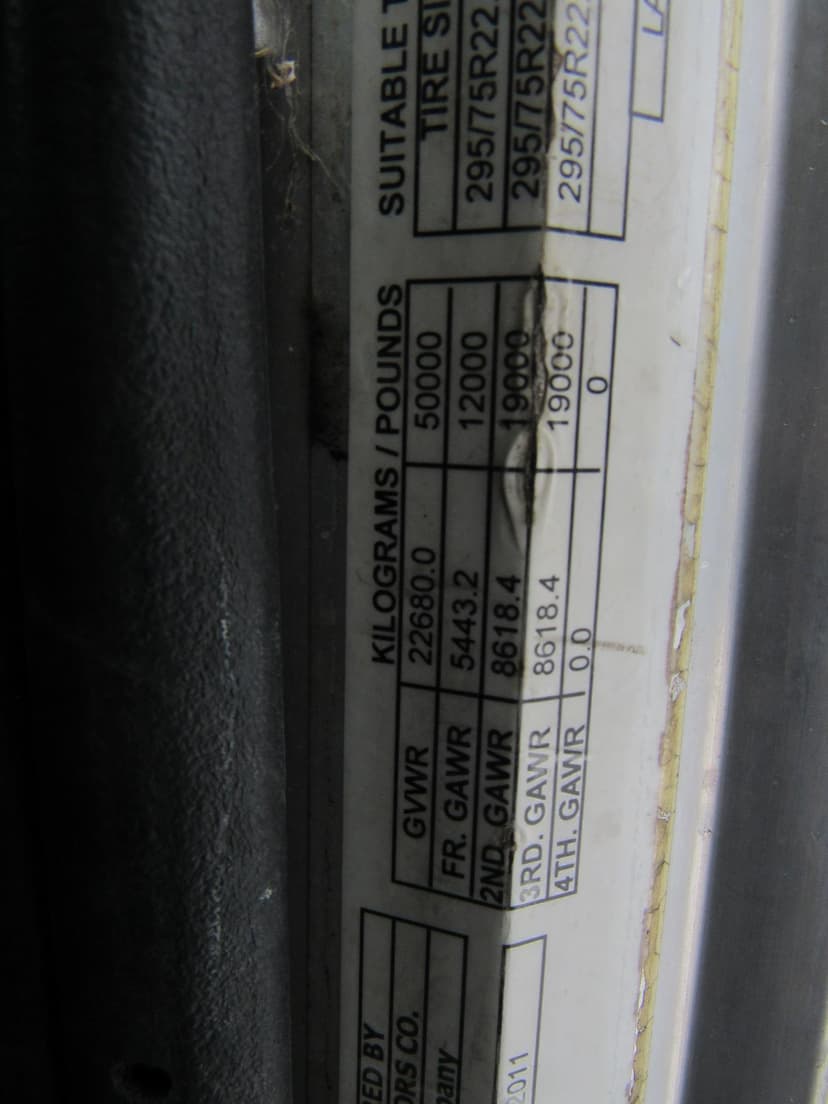 ED BY
ORS CO.
pany
2011
KILOGRAMS / POUNDS
GVWR 22680.0 50000
FR. GAWR 5443.2 12000
2ND. GAWR 8618.4 19000
3RD. GAWR 8618.4 19000
4TH. GAWR 0.0 0
SUITABLE T
TIRE SI
295/75R22.
295/75R22
295/75R22.
LA